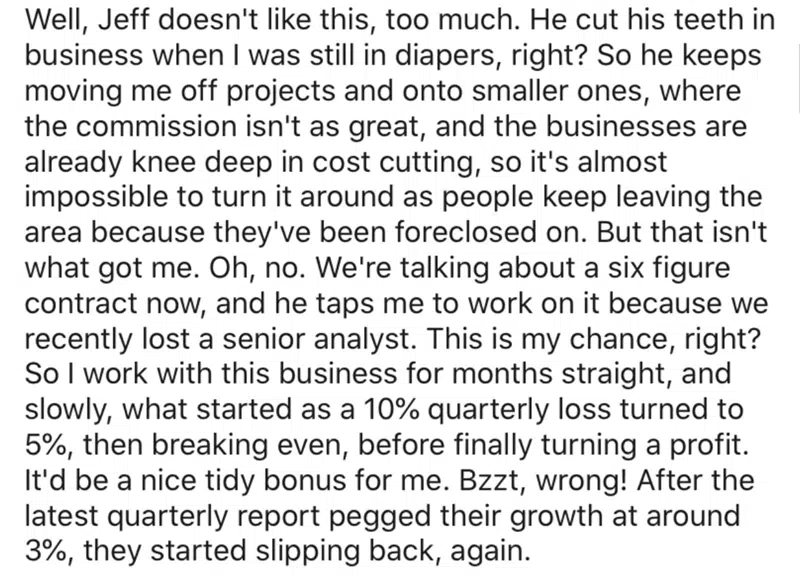 Well, Jeff doesn't like this, too much. He cut his teeth in
business when I was still in diapers, right? So he keeps
moving me off projects and onto smaller ones, where
the commission isn't as great, and the businesses are
already knee deep in cost cutting, so it's almost
impossible to turn it around as people keep leaving the
area because they've been foreclosed on. But that isn't
what got me. Oh, no. We're talking about a six figure
contract now, and he taps me to work on it because we
recently lost a senior analyst. This is my chance, right?
So I work with this business for months straight, and
slowly, what started as a 10% quarterly loss turned to
5%, then breaking even, before finally turning a profit.
It'd be a nice tidy bonus for me. Bzzt, wrong! After the
latest quarterly report pegged their growth at around
3%, they started slipping back, again.